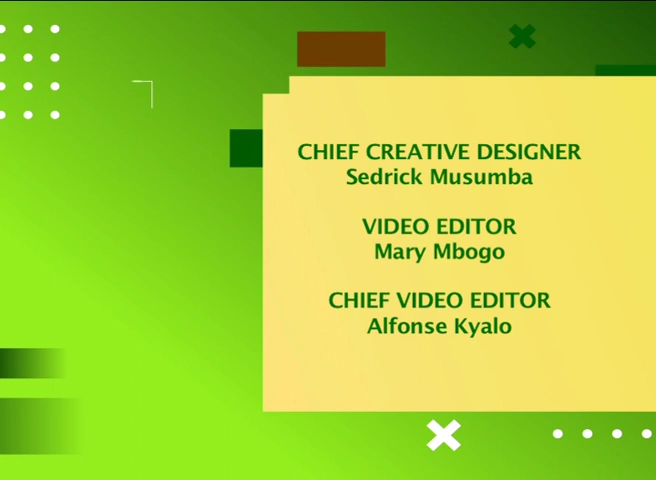 CHIEF CREATIVE DESIGNER
Sedrick Musumba
VIDEO EDITOR
Mary Mbogo
CHIEF VIDEO EDITOR
Alfonse Kyalo